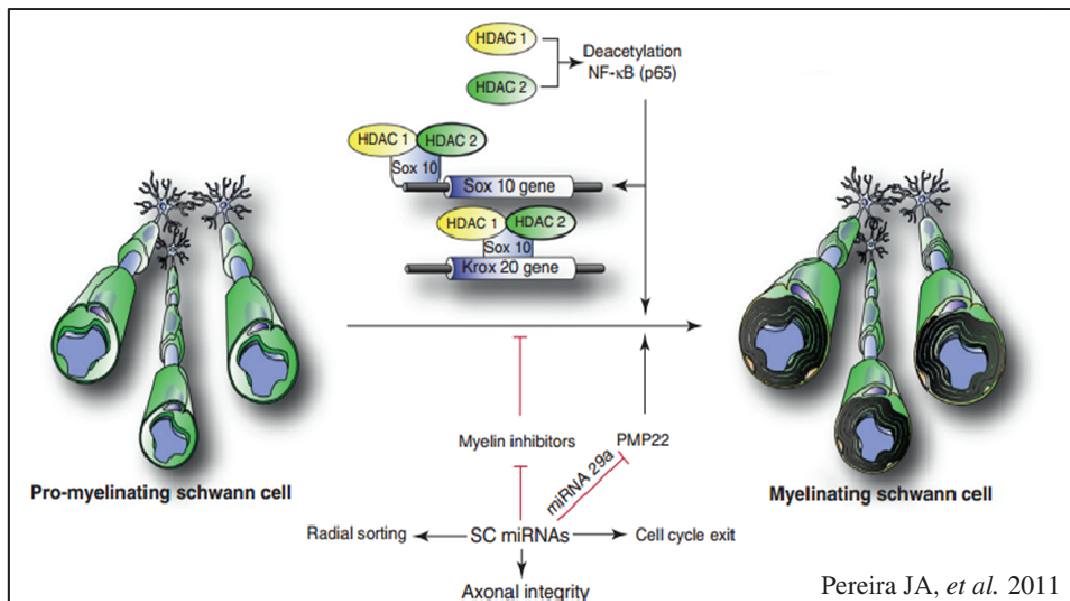 HDAC 1
Deacetylation
NF-κB (p65)
HDAC 2
HDAC 1
HDAC 2
Sox 10
Sox 10 gene
HDAC 1
HDAC 2
Sox 10
Krox 20 gene
Myelin inhibitors
PMP22
miRNA 29a
Pro-myelinating schwann cell
Myelinating schwann cell
Radial sorting
SC miRNAs
Cell cycle exit
Axonal integrity
Pereira JA, et al. 2011